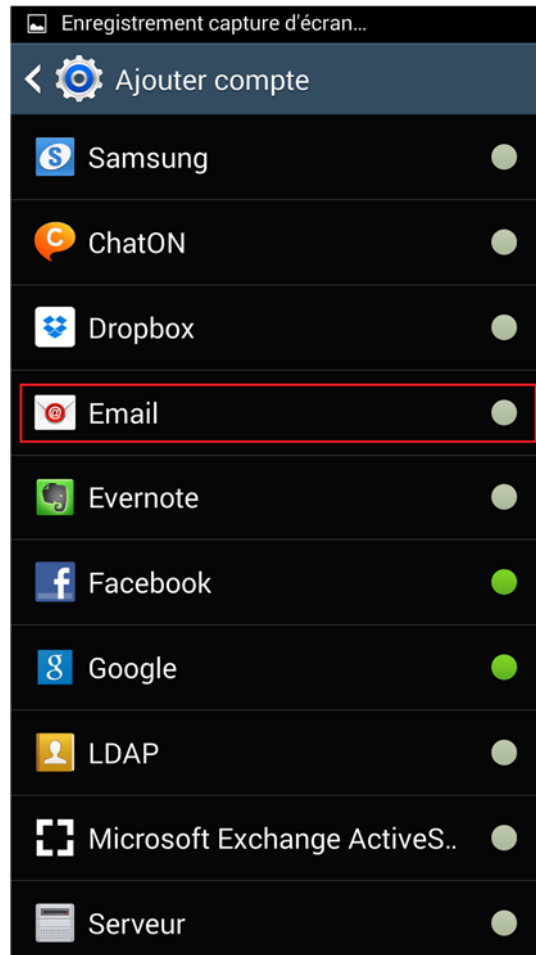 Enregistrement capture d'écran...
Ajouter compte
Samsung
ChatON
Dropbox
Email
Evernote
Facebook
Google
LDAP
Microsoft Exchange ActiveS..
Serveur